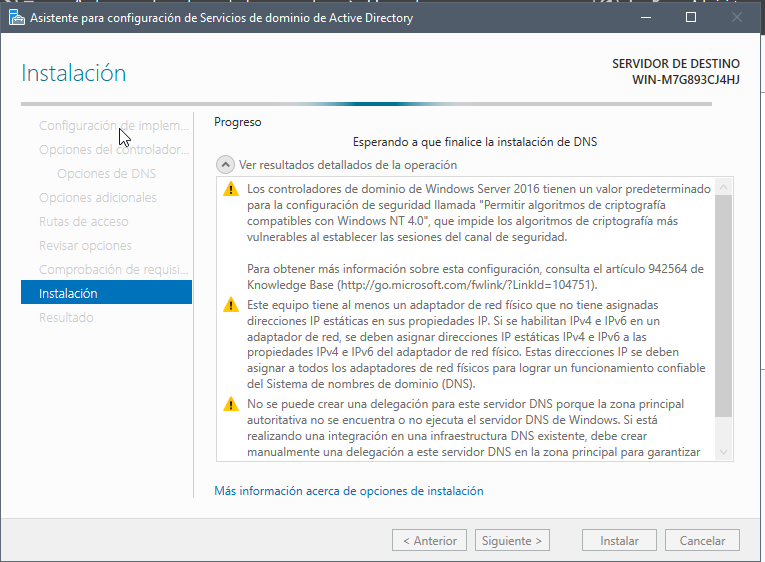 Asistente para configuración de Servicios de dominio de Active Directory
Instalación
SERVIDOR DE DESTINO
WIN-M7G893CJ4HJ
Configuración de implem...
Opciones del controlador...
Opciones de DNS
Opciones adicionales
Rutas de acceso
Revisar opciones
Comprobación de requisi...
Instalación
Resultado
Progreso
Esperando a que finalice la instalación de DNS
Ver resultados detallados de la operación
Los controladores de dominio de Windows Server 2016 tienen un valor predeterminado
para la configuración de seguridad llamada "Permitir algoritmos de criptografía
compatibles con Windows NT 4.0", que impide los algoritmos de criptografía más
vulnerables al establecer las sesiones del canal de seguridad.
Para obtener más información sobre esta configuración, consulta el artículo 942564 de
Knowledge Base (http://go.microsoft.com/fwlink/?LinkId=104751).
Este equipo tiene al menos un adaptador de red físico que no tiene asignadas
direcciones IP estáticas en sus propiedades IP. Si se habilitan IPv4 e IPv6 en un
adaptador de red, se deben asignar direcciones IP estáticas IPv4 e IPv6 a las
propiedades IPv4 e IPv6 del adaptador de red físico. Estas direcciones IP se deben
asignar a todos los adaptadores de red físicos para lograr un funcionamiento confiable
del Sistema de nombres de dominio (DNS).
No se puede crear una delegación para este servidor DNS porque la zona principal
autoritativa no se encuentra o no ejecuta el servidor DNS de Windows. Si está
realizando una integración en una infraestructura DNS existente, debe crear
manualmente una delegación a este servidor DNS en la zona principal para garantizar
Más información acerca de opciones de instalación
< Anterior
Siguiente >
Instalar
Cancelar